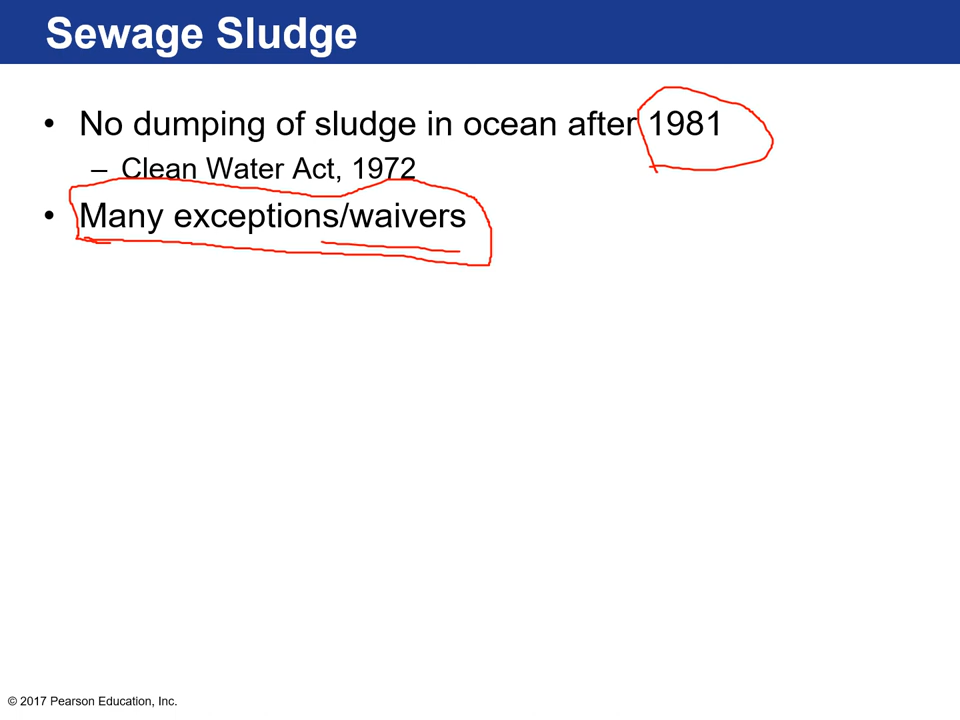 Sewage Sludge
• No dumping of sludge in ocean after 1981
– Clean Water Act, 1972
• Many exceptions/waivers
© 2017 Pearson Education, Inc.